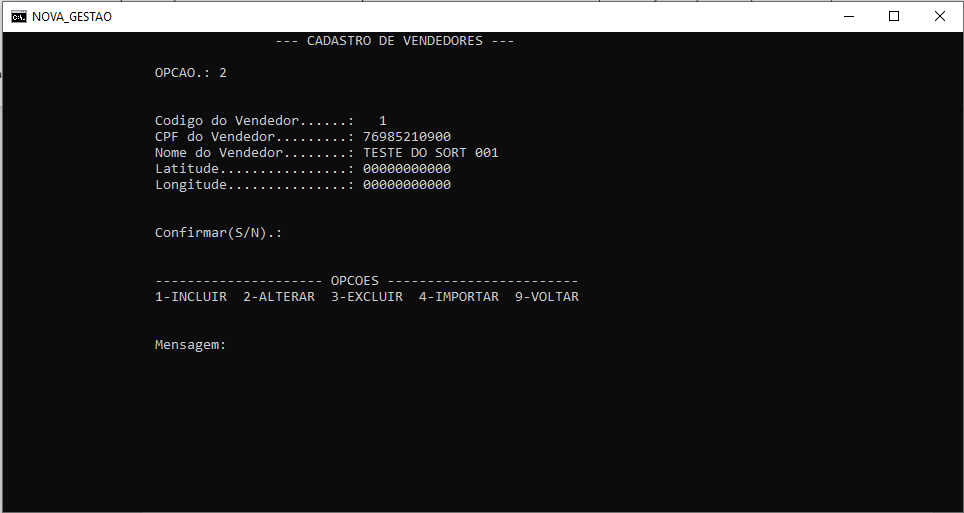 NOVA_GESTAO
--- CADASTRO DE VENDEDORES ---
OPCAO.: 2
Codigo do Vendedor......:   1
CPF do Vendedor.........: 76985210900
Nome do Vendedor........: TESTE DO SORT 001
Latitude................: 00000000000
Longitude...............: 00000000000
Confirmar(S/N).:
--------------------- OPCOES ------------------------
1-INCLUIR  2-ALTERAR  3-EXCLUIR  4-IMPORTAR  9-VOLTAR
Mensagem: